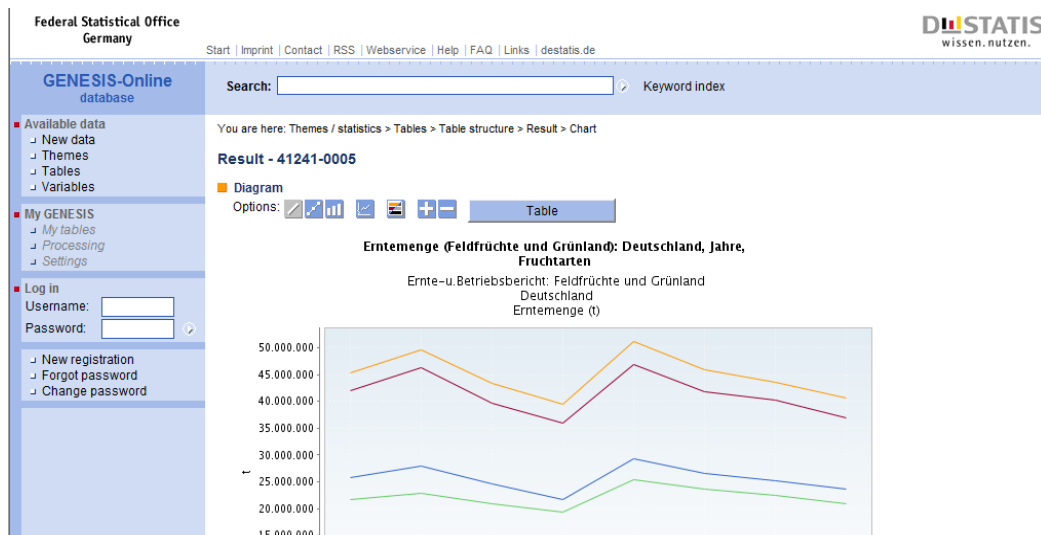 Federal Statistical Office
Germany
DESTATIS
wissen.nutzen.
Start | Imprint | Contact | RSS | Webservice | Help | FAQ | Links | destatis.de
GENESIS-Online
database
Search:
Keyword index
Available data
New data
Themes
Tables
Variables
My GENESIS
My tables
Processing
Settings
Log in
Username:
Password:
New registration
Forgot password
Change password
You are here: Themes / statistics > Tables > Table structure > Result > Chart
Result - 41241-0005
Diagram
Options:
Table
Erntemenge (Feldfrüchte und Grünland): Deutschland, Jahre,
Fruchtarten
Ernte-u.Betriebsbericht: Feldfrüchte und Grünland
Deutschland
Erntemenge (t)
50.000.000
45.000.000
40.000.000
35.000.000
30.000.000
25.000.000
20.000.000
15.000.000
t